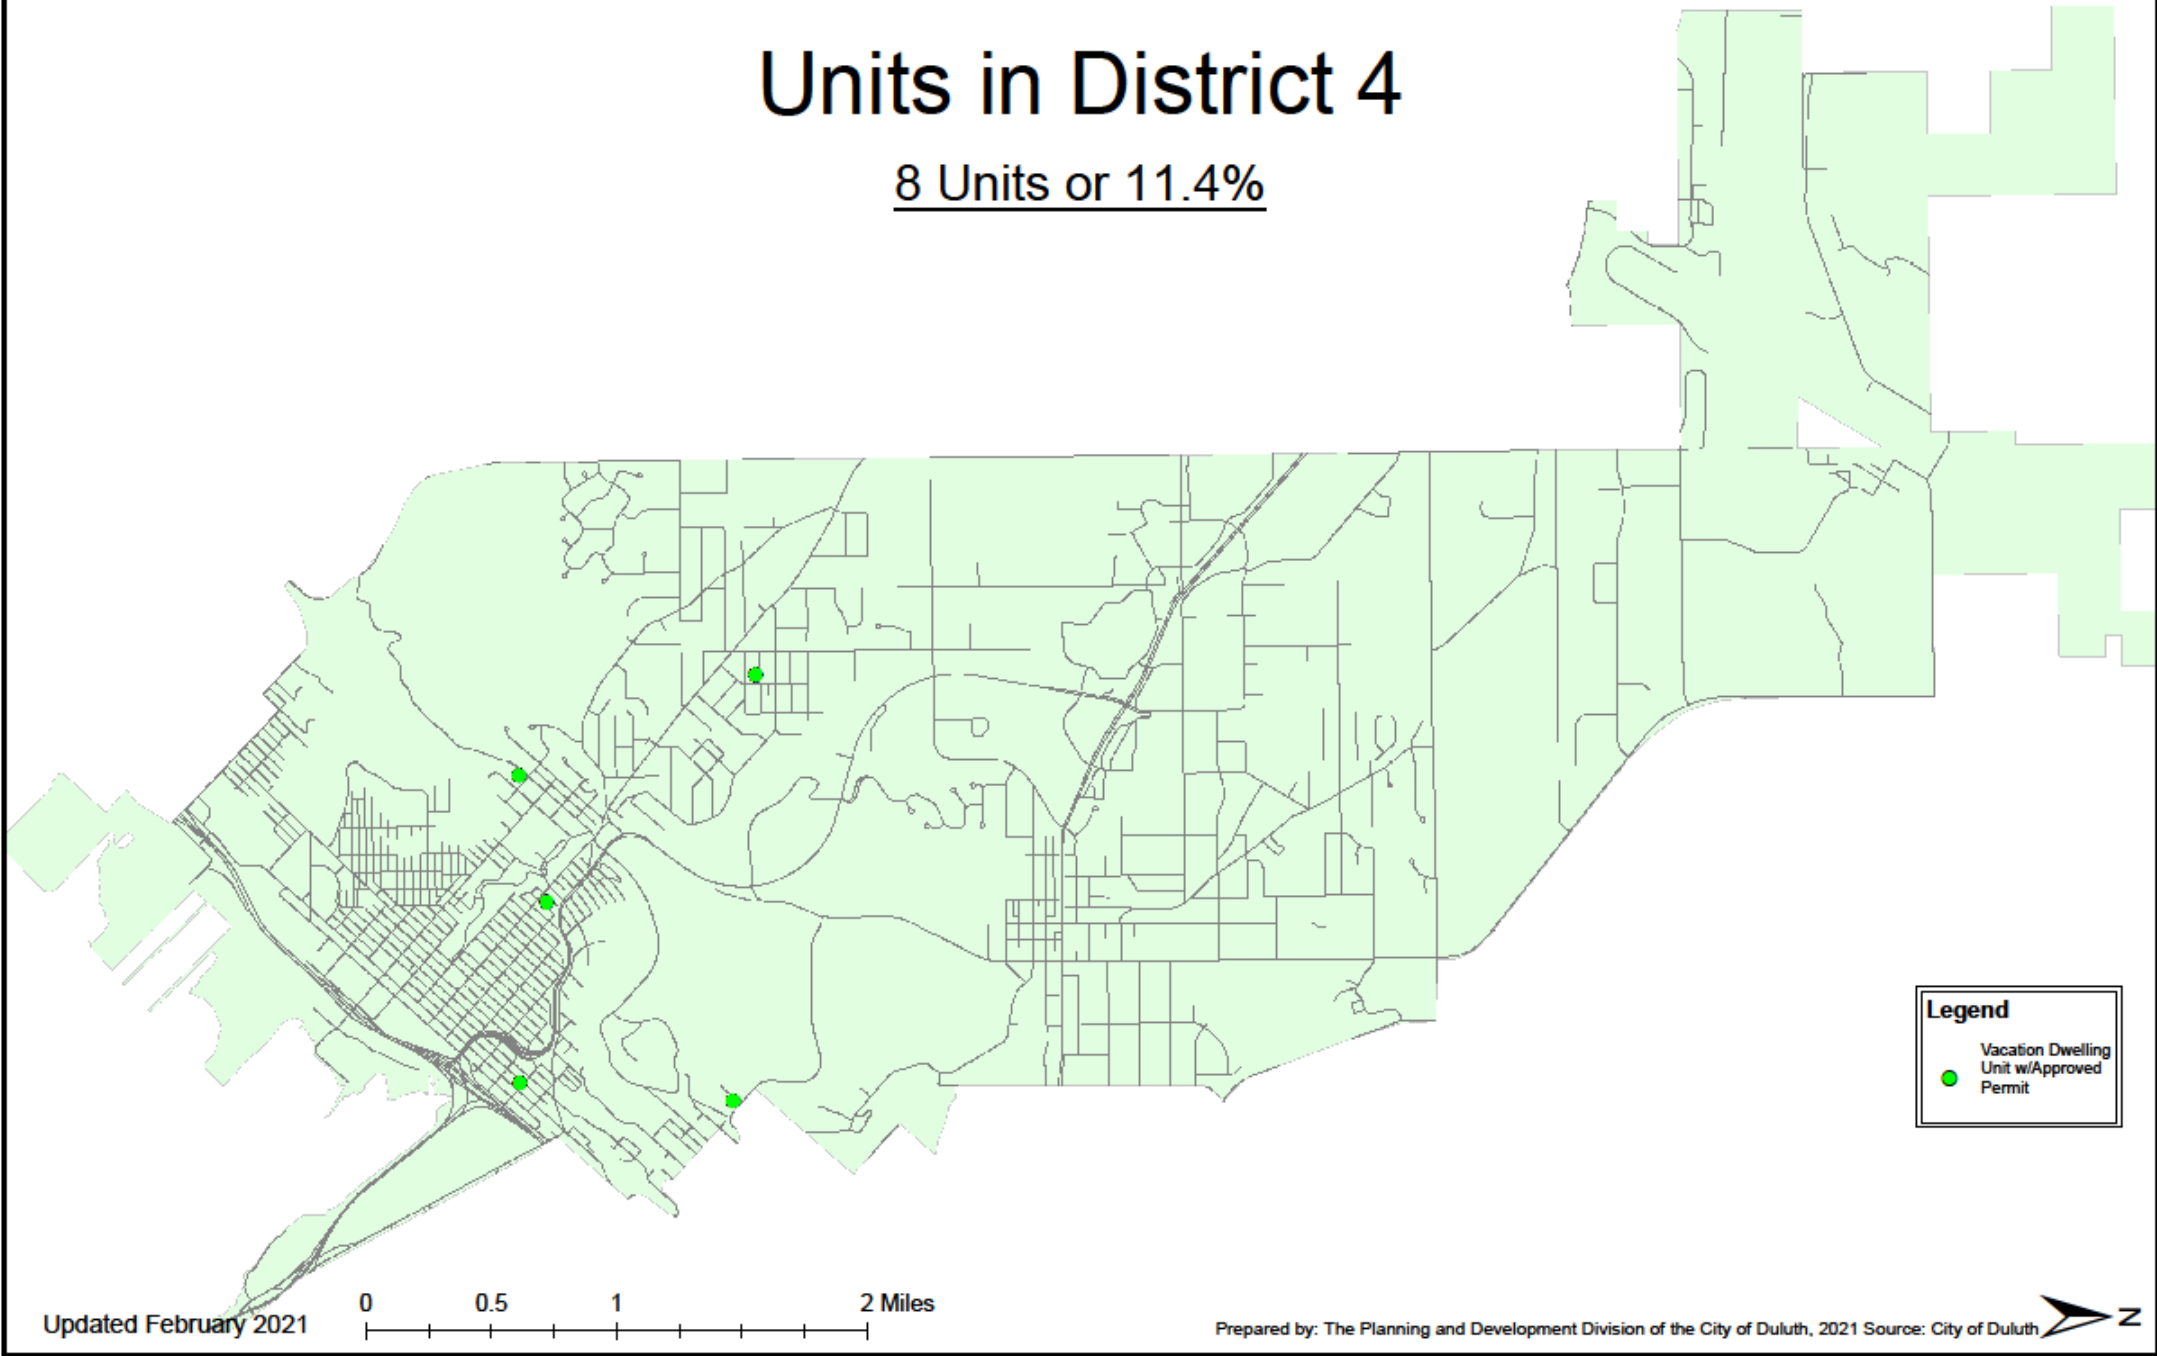 Units in District 4
8 Units or 11.4%
Legend
Vacation Dwelling
Unit w/Approved
Permit
0 0.5 1 2 Miles
Updated February 2021
Prepared by: The Planning and Development Division of the City of Duluth, 2021 Source: City of Duluth
N